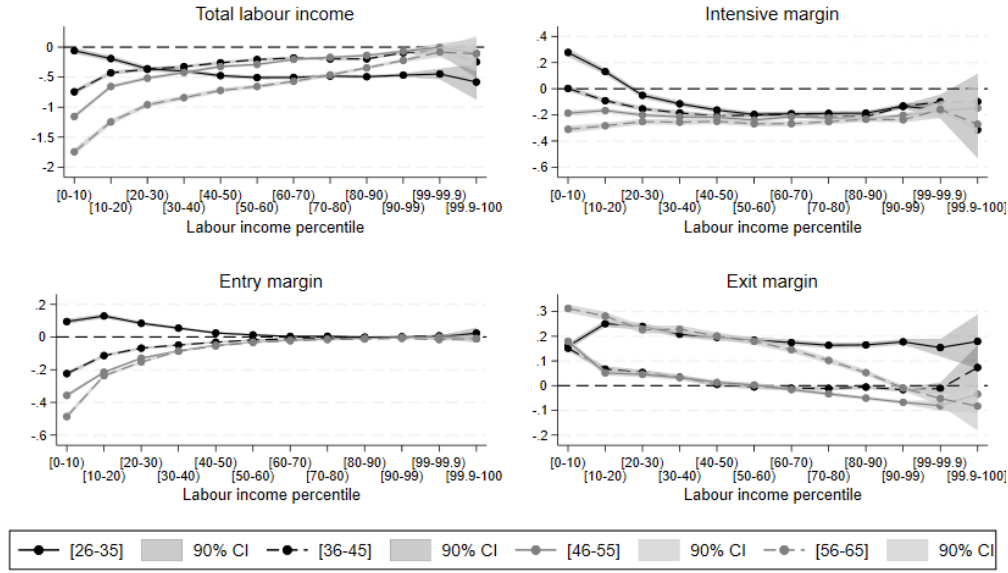 Total labour income
0
-.5
-1
-1.5
-2
[0-10) [20-30) [40-50) [60-70) [80-90) [99-99.9)
[10-20) [30-40) [50-60) [70-80) [90-99) [99.9-100]
Labour income percentile
Intensive margin
.4
.2
0
-.2
-.4
-.6
[0-10) [20-30) [40-50) [60-70) [80-90) [99-99.9)
[10-20) [30-40) [50-60) [70-80) [90-99) [99.9-100]
Labour income percentile
Entry margin
.2
0
-.2
-.4
-.6
[0-10) [20-30) [40-50) [60-70) [80-90) [99-99.9)
[10-20) [30-40) [50-60) [70-80) [90-99) [99.9-100]
Labour income percentile
Exit margin
.3
.2
.1
0
-.1
-.2
[0-10) [20-30) [40-50) [60-70) [80-90) [99-99.9)
[10-20) [30-40) [50-60) [70-80) [90-99) [99.9-100]
Labour income percentile
[26-35] 90% CI [36-45] 90% CI [46-55] 90% CI [56-65] 90% CI